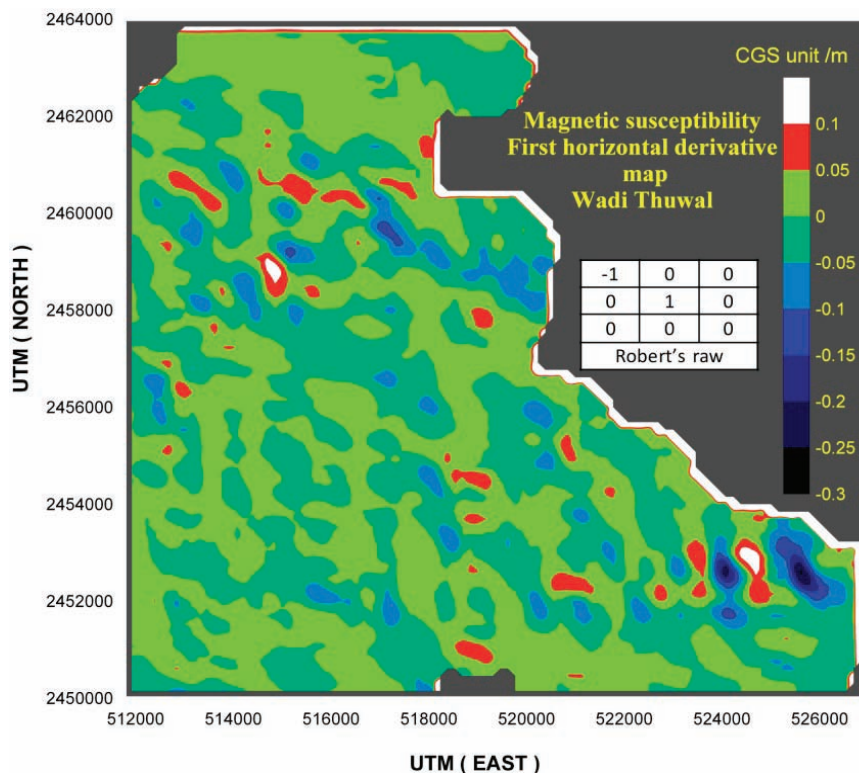 2464000
2462000
2460000
2458000
2456000
2454000
2452000
2450000
UTM ( NORTH )
512000 514000 516000 518000 520000 522000 524000 526000
UTM ( EAST )
CGS unit /m
0.1
0.05
0
-0.05
-0.1
-0.15
-0.2
-0.25
-0.3
Magnetic susceptibility
First horizontal derivative
map
Wadi Thuwal
-1 0 0
0 1 0
0 0 0
Robert's raw